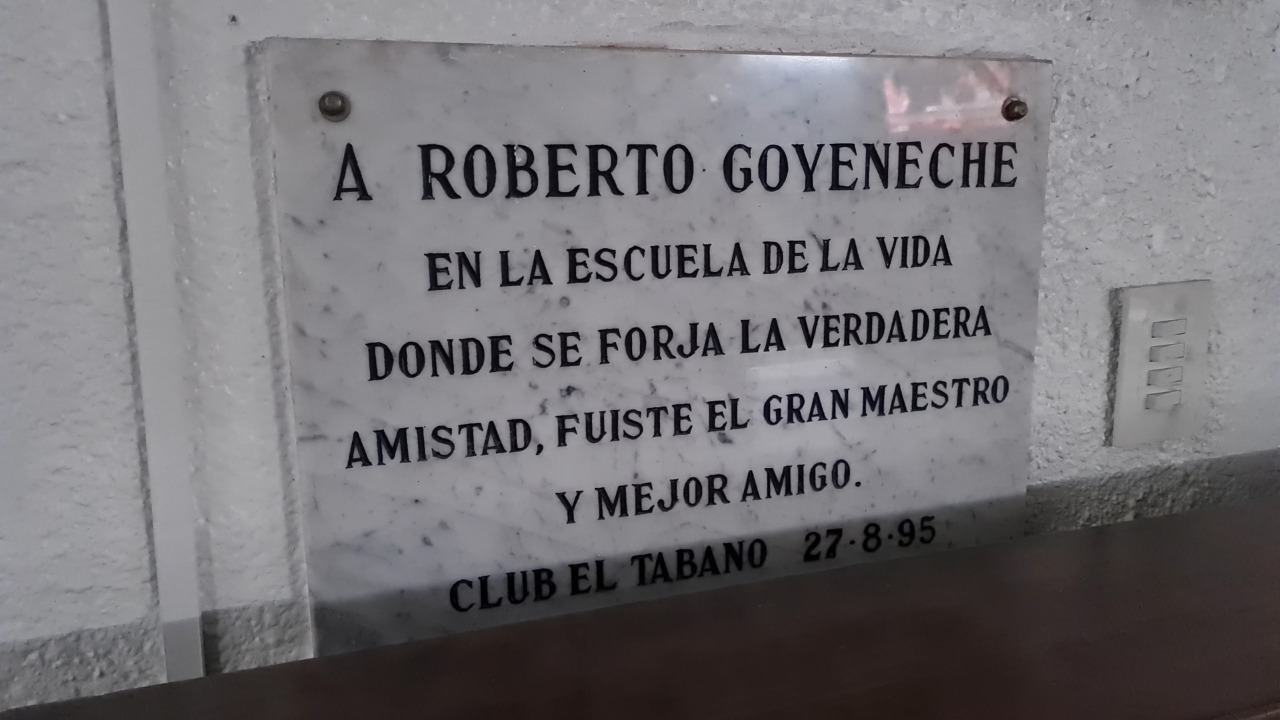 A ROBERTO GOYENECHE
EN LA ESCUELA DE LA VIDA
DONDE SE FORJA LA VERDADERA
AMISTAD, FUISTE EL GRAN MAESTRO
Y MEJOR AMIGO.
CLUB EL TABANO 27·8·95